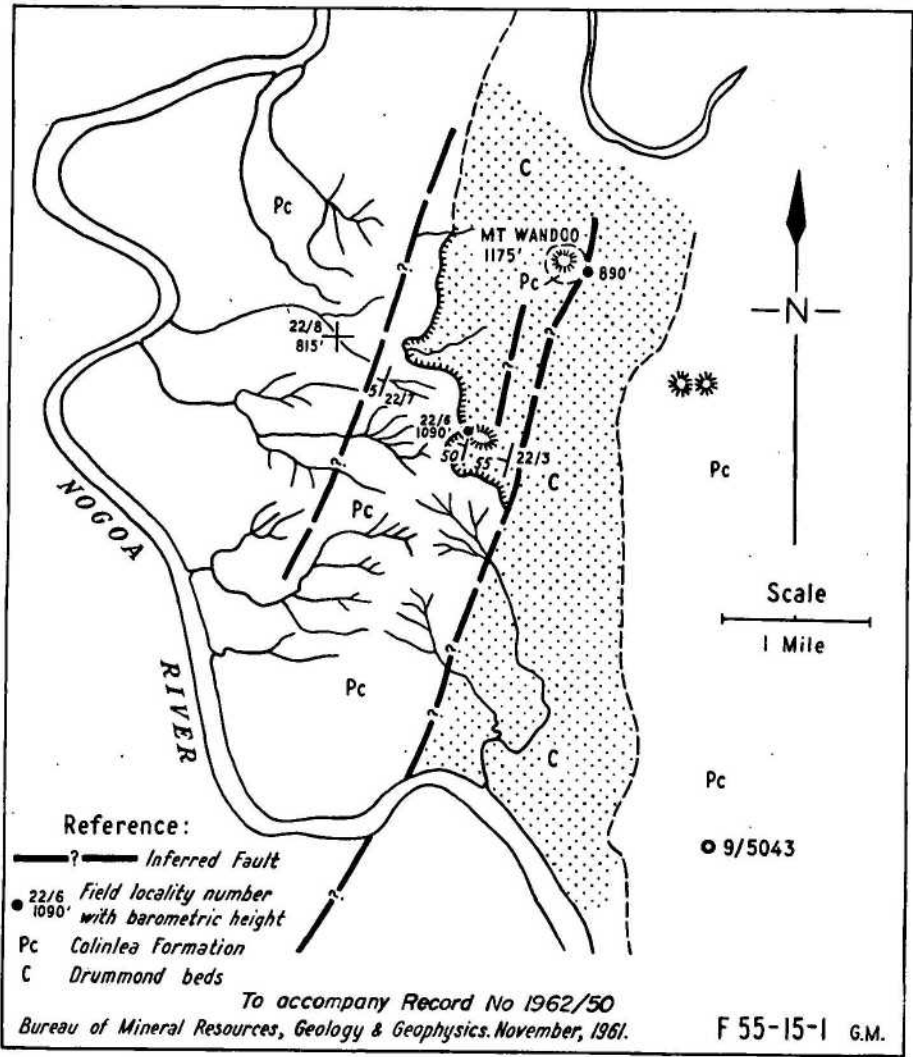 C
Pc
MT WANDOO
1175'
Pc
890'
N
22/8
815'
?
?
5
22/7
?
22/6
1090'
50
55
22/3
?
C
Pc
NOGOA
Pc
?
Scale
1 Mile
RIVER
Pc
?
?
C
Pc
9/5043
Reference:
? Inferred Fault
22/6 Field locality number
1090' with barometric height
?
Pc Colinlea Formation
C Drummond beds
To accompany Record No 1962/50
Bureau of Mineral Resources, Geology & Geophysics. November, 1961.
F 55-15-1 G.M.